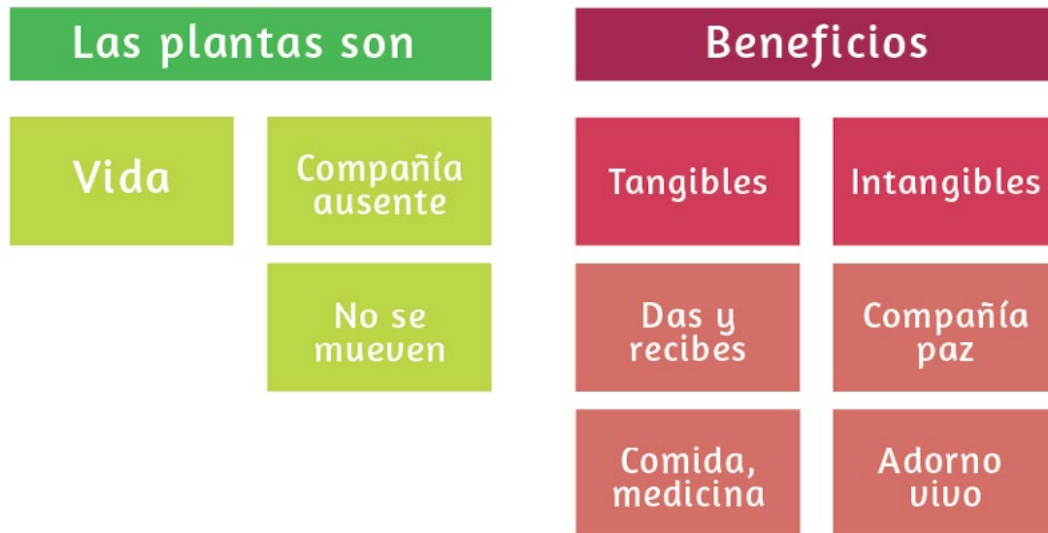 Las plantas son
Vida
Compañía
ausente
No se
mueven
Beneficios
Tangibles
Intangibles
Das y
recibes
Compañía
paz
Comida,
medicina
Adorno
vivo